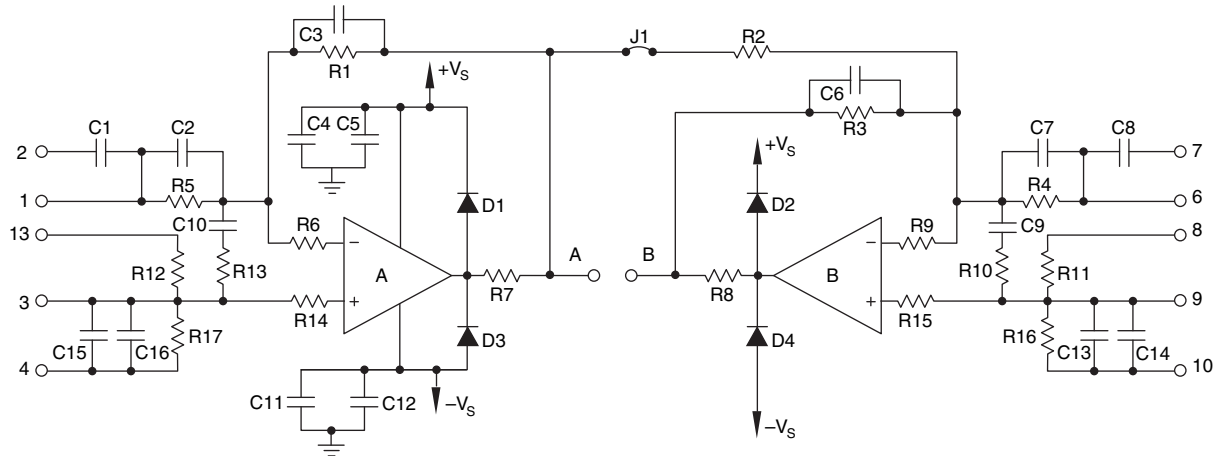 C3
R1
J1
R2
+VS
C6
R3
C4 C5
+VS
C1 C2
C7 C8
2
7
R5
R4
1
6
D1
D2
C10
C9
13
8
R6
R9
R12
R13
A
A
B
B
R10
R11
R7
R8
3
9
R14
R15
R17
R16
D3
D4
C15 C16
C13 C14
4
10
C11 C12
–VS
–VS
−
+
−
+